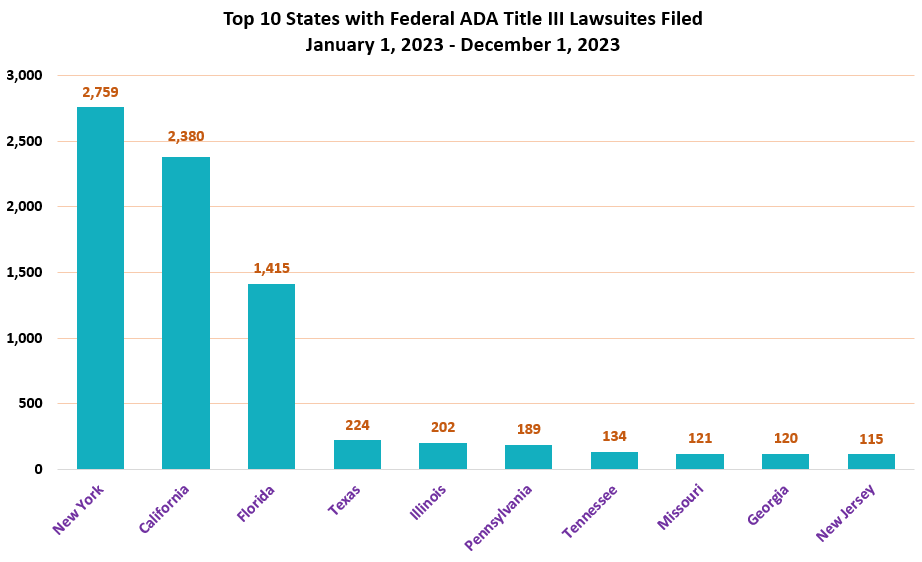 Top 10 States with Federal ADA Title III Lawsuites Filed
January 1, 2023 - December 1, 2023
3,000
2,500
2,000
1,500
1,000
500
0
2,759
2,380
1,415
224
202
189
134
121
120
115
New York
California
Florida
Texas
Illinois
Pennsylvania
Tennessee
Missouri
Georgia
New Jersey